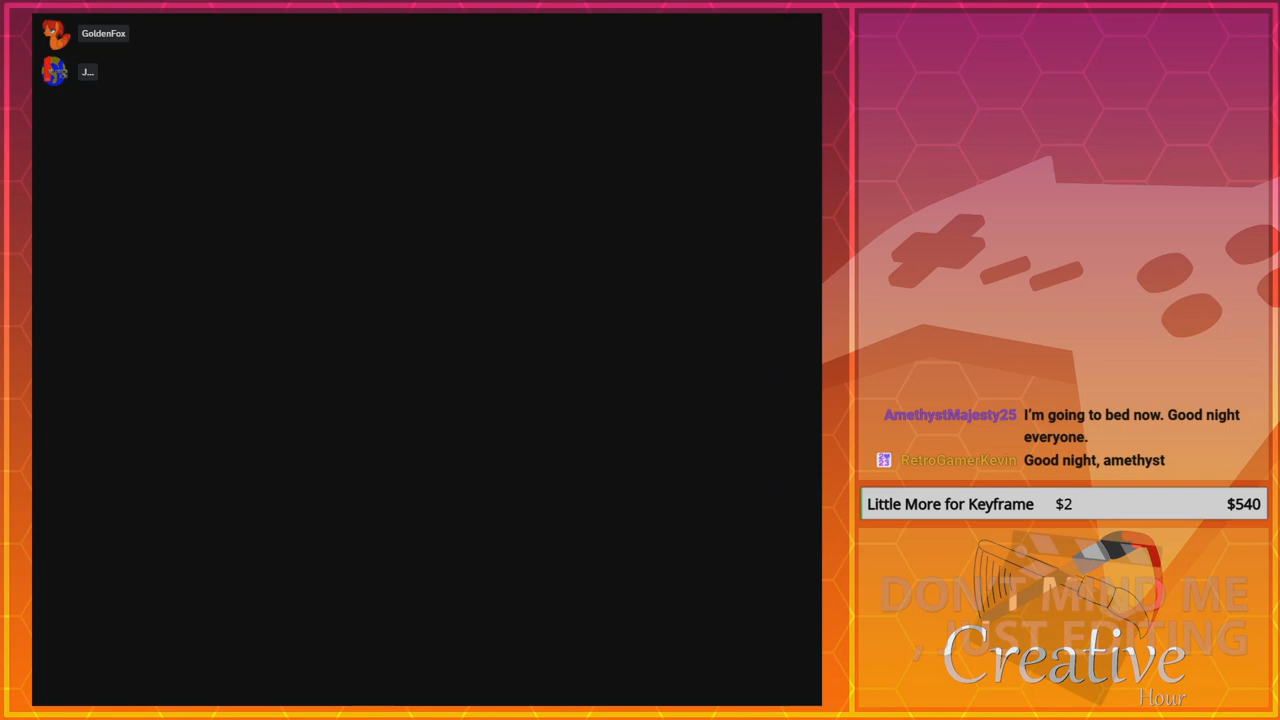 GoldenFox
J...
AmethystMajesty25 I'm going to bed now. Good night
everyone.
RetroGamerKevin Good night, amethyst
Little More for Keyframe $2 $540
DON'T MIND ME
, JUST EDITING
Creative
Hour